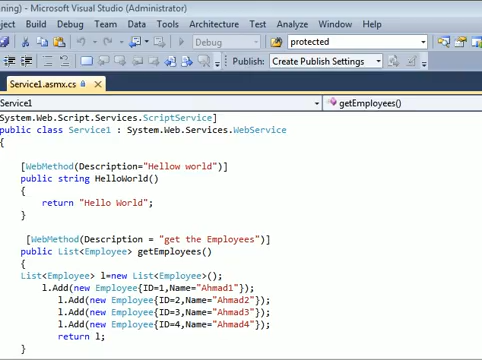 ning) - Microsoft Visual Studio (Administrator)
oject Build Debug Team Data Tools Architecture Test Analyze Window Help
Debug protected
Publish: Create Publish Settings
Service1.asmx.cs
Service1 getEmployees()
System.Web.Script.Services.ScriptService]
public class Service1 : System.Web.Services.WebService
{
[WebMethod(Description="Hellow world")]
public string HelloWorld()
{
return "Hello World";
}
[WebMethod(Description = "get the Employees")]
public List<Employee> getEmployees()
{
List<Employee> l=new List<Employee>();
l.Add(new Employee{ID=1,Name="Ahmad1"});
l.Add(new Employee{ID=2,Name="Ahmad2"});
l.Add(new Employee{ID=3,Name="Ahmad3"});
l.Add(new Employee{ID=4,Name="Ahmad4"});
return l;
}